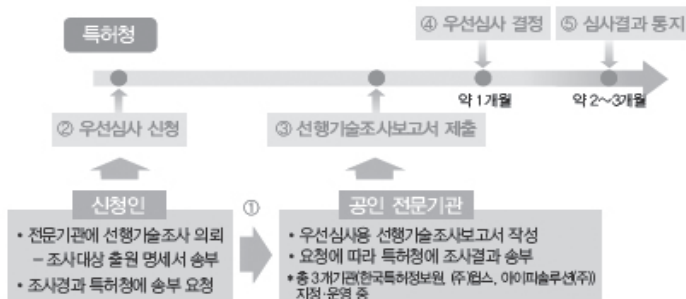 ④ 우선심사 결정
⑤ 심사결과 통지
특허청
약 1개월
약 2~3개월
② 우선심사 신청
③ 선행기술조사보고서 제출
신청인
①
공인 전문기관
• 전문기관에 선행기술조사 의뢰
– 조사대상 출원 명세서 송부
• 조사경과 특허청에 송부 요청
• 우선심사용 선행기술조사보고서 작성
• 요청에 따라 특허청에 조사결과 송부
* 총 3개기관(한국특허정보원, (주)윕스, 아이피솔루션(주))
지정·운영 중